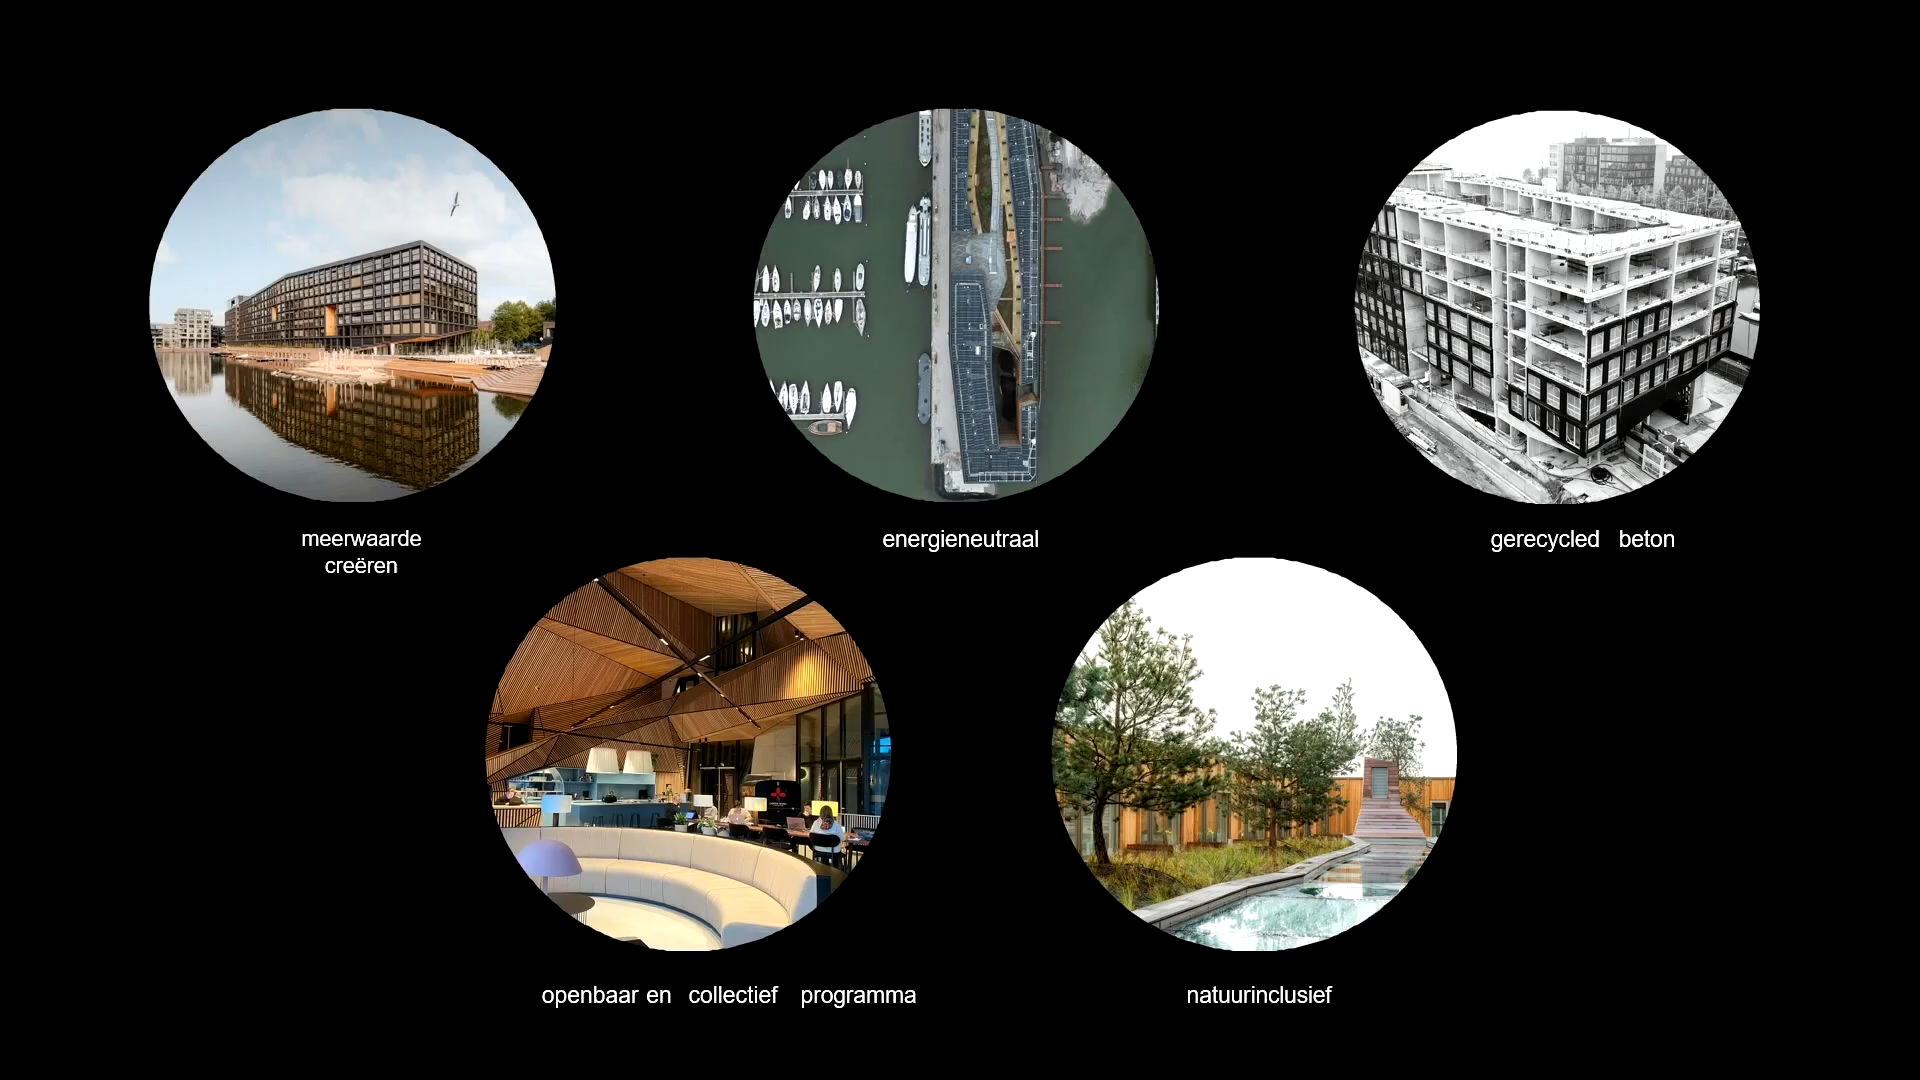 meerwaarde
creëren
energieneutraal
gerecycled beton
openbaar en collectief programma
natuurinclusief